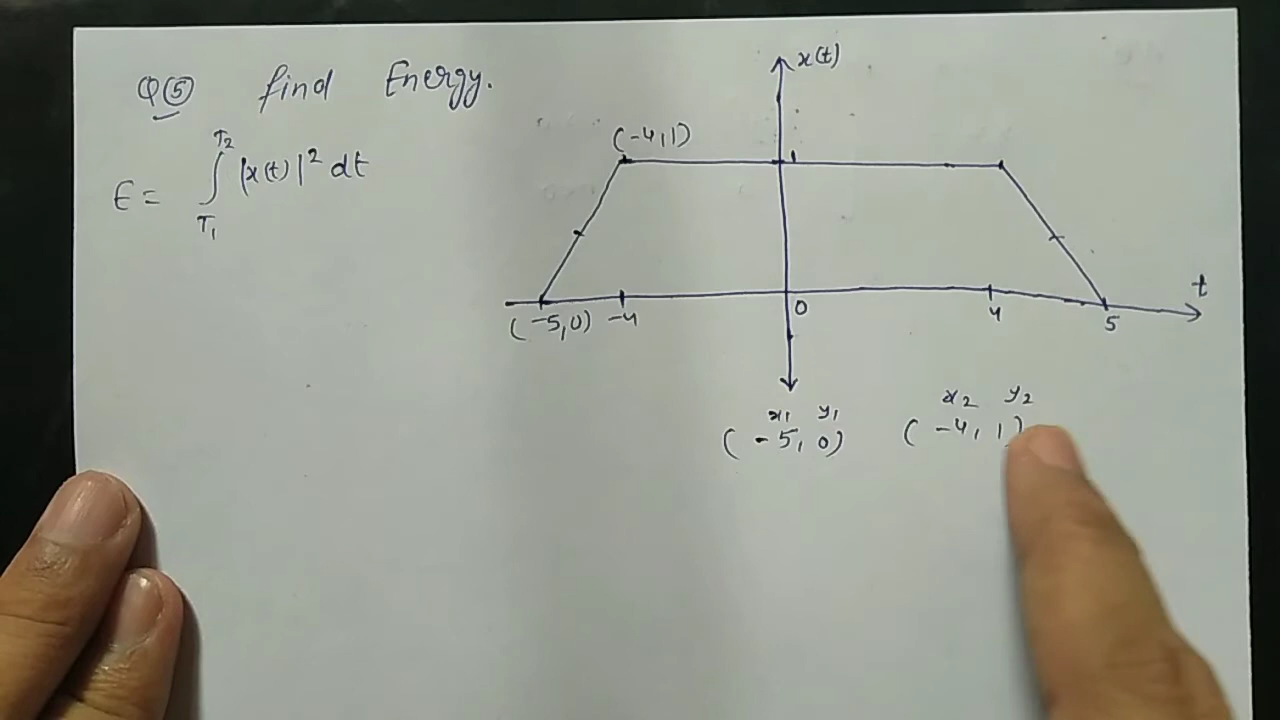 Q⑤ find Energy.
E = ∫ |x(t)|² dt
T2
T1
x(t)
(-4,1)
1
t
(-5,0) -4 0 4 5
x1 y1 x2 y2
(-5,0) (-4,1)